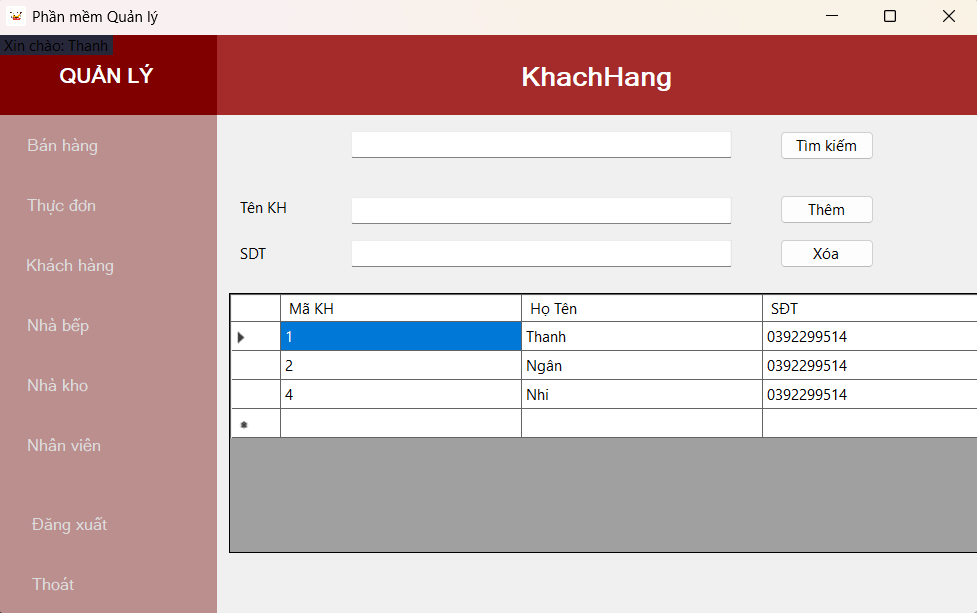 Phần mềm Quản lý
Xin chào: Thanh
QUẢN LÝ
KhachHang
Bán hàng
Thực đơn
Khách hàng
Nhà bếp
Nhà kho
Nhân viên
Đăng xuất
Thoát
Tìm kiếm
Tên KH
Thêm
SDT
Xóa
Mã KH Họ Tên SĐT
1 Thanh 0392299514
2 Ngân 0392299514
4 Nhi 0392299514